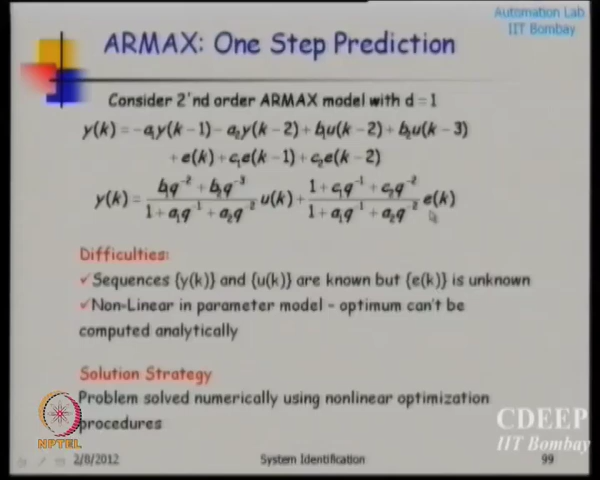 Automation Lab
IIT Bombay
ARMAX: One Step Prediction
Consider 2'nd order ARMAX model with d = 1
y(k) = -a₁y(k-1) - a₂y(k-2) + b₁u(k-2) + b₂u(k-3)
+ e(k) + c₁e(k-1) + c₂e(k-2)
y(k) = (b₁q⁻² + b₂q⁻³)/(1 + a₁q⁻¹ + a₂q⁻²) u(k) + (1 + c₁q⁻¹ + c₂q⁻²)/(1 + a₁q⁻¹ + a₂q⁻²) e(k)
Difficulties:
✓Sequences {y(k)} and {u(k)} are known but {e(k)} is unknown
✓Non-Linear in parameter model - optimum can't be
computed analytically
Solution Strategy
Problem solved numerically using nonlinear optimization
procedures
NPTEL
CDEEP
IIT Bombay
2/8/2012
System Identification
99